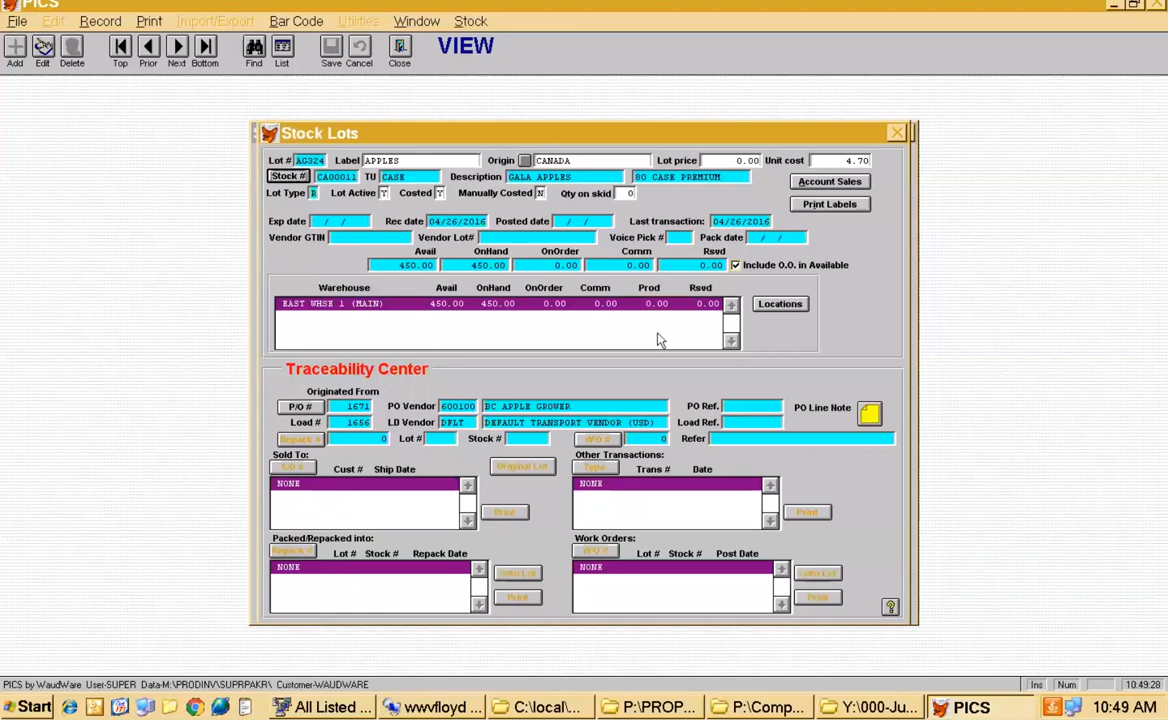 PICS
File Edit Record Print Import/Export Bar Code Utilities Window Stock
Add Edit Delete Top Prior Next Bottom Find List Save Cancel Close VIEW
Stock Lots
Lot # AG324 Label APPLES Origin CANADA Lot price 0.00 Unit cost 4.70
Stock # CA00011 TU CASE Description GALA APPLES 80 CASE PREMIUM Account Sales
Lot Type R Lot Active Y Costed Y Manually Costed N Qty on skid 0 Print Labels
Exp date / / Rec date 04/26/2016 Posted date / / Last transaction: 04/26/2016
Vendor GTIN Vendor Lot# Voice Pick # Pack date / /
Avail OnHand OnOrder Comm Rsvd
450.00 450.00 0.00 0.00 0.00 Include O.O. in Available
Warehouse Avail OnHand OnOrder Comm Prod Rsvd
EAST WHSE 1 (MAIN) 450.00 450.00 0.00 0.00 0.00 0.00 Locations
Traceability Center
Originated From
P/O # 1671 PO Vendor 600100 BC APPLE GROWER PO Ref. PO Line Note
Load # 1656 LD Vendor DFLT DEFAULT TRANSPORT VENDOR (USD) Load Ref.
Repack # 0 Lot # Stock # W/O # 0 Refer
Sold To: Original Lot Other Transactions:
S/O # Cust # Ship Date Type Trans # Date
NONE NONE
Print Print
Packed/Repacked into: Work Orders:
Repack # Lot # Stock # Repack Date W/O # Lot # Stock # Post Date
NONE Into Lot NONE Into Lot
Print Print
?
PICS by WaudWare User-SUPER Data-M:\PRODINV\SUPRPAKR\ Customer-WAUDWARE Ins Num 10:49:28
Start All Listed ... wwvfloyd ... C:\local\... P:\PROP... P:\Comp... Y:\000-Ju... PICS 10:49 AM